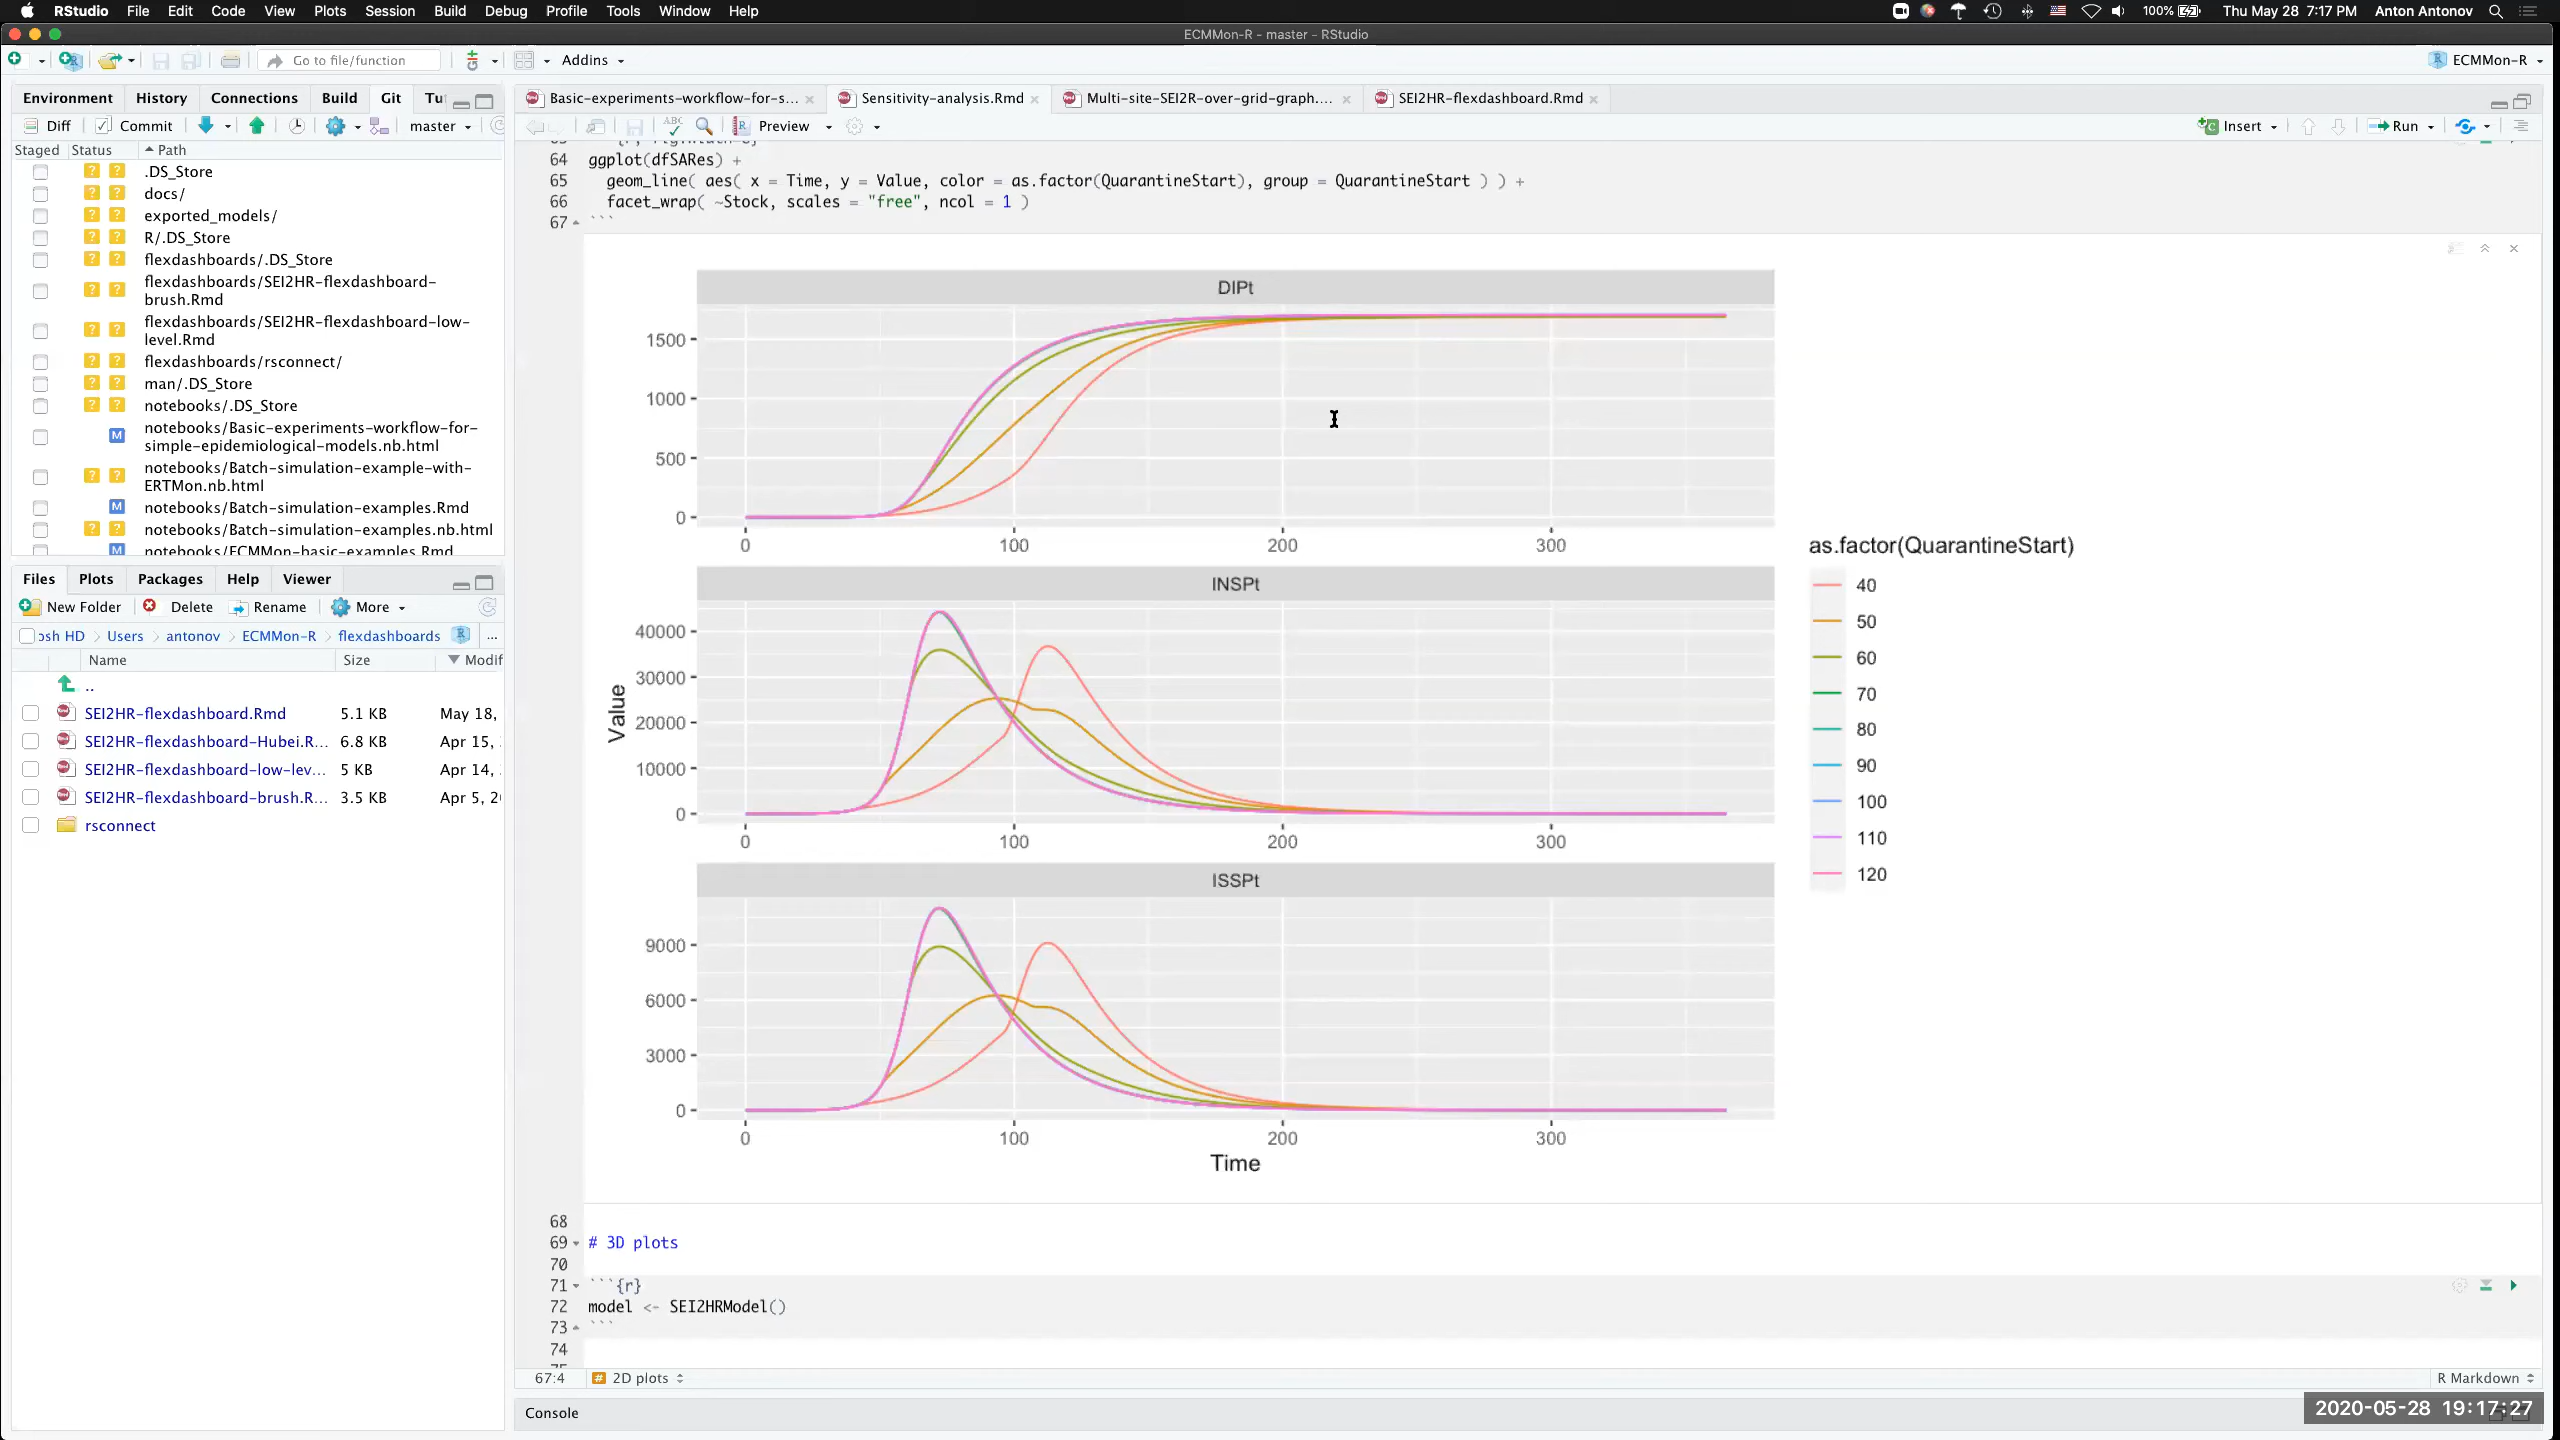 RStudio File Edit Code View Plots Session Build Debug Profile Tools Window Help 100% Thu May 28 7:17 PM Anton Antonov
ECMMon-R - master - RStudio
Go to file/function Addins ECMMon-R
Environment History Connections Build Git
Diff Commit master
Staged Status Path
.DS_Store
docs/
exported_models/
R/.DS_Store
flexdashboards/.DS_Store
flexdashboards/SEI2HR-flexdashboard-
brush.Rmd
flexdashboards/SEI2HR-flexdashboard-low-
level.Rmd
flexdashboards/rsconnect/
man/.DS_Store
notebooks/.DS_Store
M notebooks/Basic-experiments-workflow-for-
simple-epidemiological-models.nb.html
notebooks/Batch-simulation-example-with-
ERTMon.nb.html
M notebooks/Batch-simulation-examples.Rmd
notebooks/Batch-simulation-examples.nb.html
M notebooks/ECMMon-basic-examples.Rmd
Files Plots Packages Help Viewer
New Folder Delete Rename More
osh HD Users antonov ECMMon-R flexdashboards ...
Name Size Modif
..
SEI2HR-flexdashboard.Rmd 5.1 KB May 18,
SEI2HR-flexdashboard-Hubei.R... 6.8 KB Apr 15,
SEI2HR-flexdashboard-low-lev... 5 KB Apr 14,
SEI2HR-flexdashboard-brush.R... 3.5 KB Apr 5, 2
rsconnect
Basic-experiments-workflow-for-s... Sensitivity-analysis.Rmd Multi-site-SEI2R-over-grid-graph.... SEI2HR-flexdashboard.Rmd
ABC Preview Insert Run
64 ggplot(dfSARes) +
65 geom_line( aes( x = Time, y = Value, color = as.factor(QuarantineStart), group = QuarantineStart ) ) +
66 facet_wrap( ~Stock, scales = "free", ncol = 1 )
67 ```
DIPt
1500
1000
500
0
0 100 200 300
INSPt
40000
30000
20000
10000
0
0 100 200 300
ISSPt
9000
6000
3000
0
0 100 200 300
Value
Time
as.factor(QuarantineStart)
40
50
60
70
80
90
100
110
120
68
69 # 3D plots
70
71 ```{r}
72 model <- SEI2HRModel()
73 ```
74
67:4 2D plots R Markdown
Console
2020-05-28 19:17:27